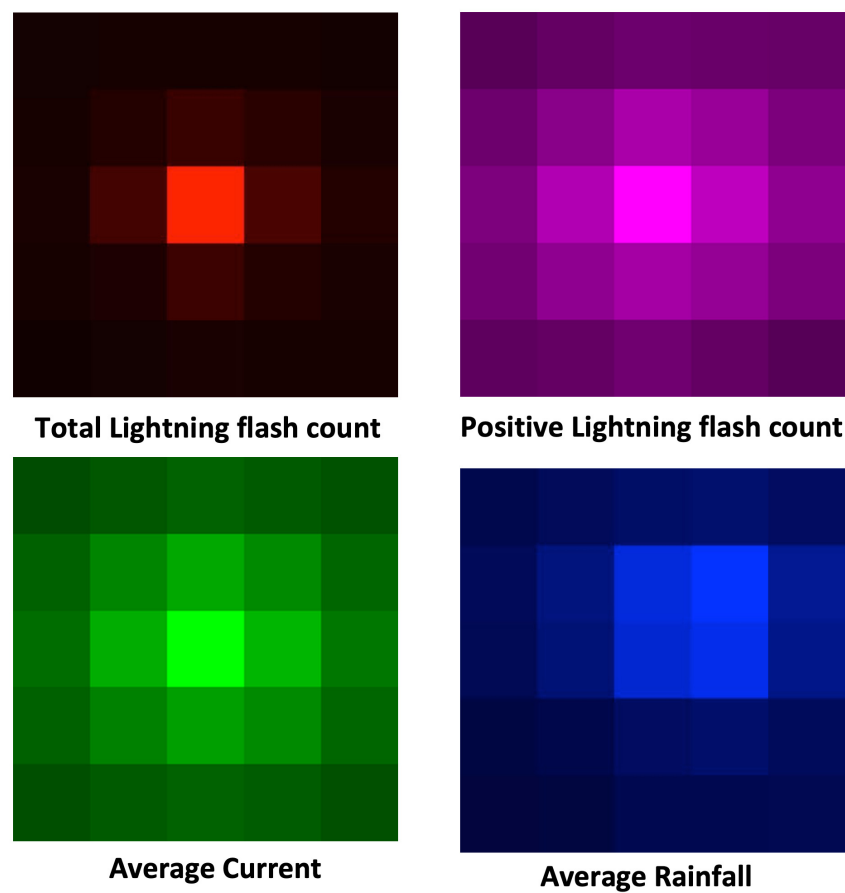 Total Lightning flash count
Positive Lightning flash count
Average Current
Average Rainfall